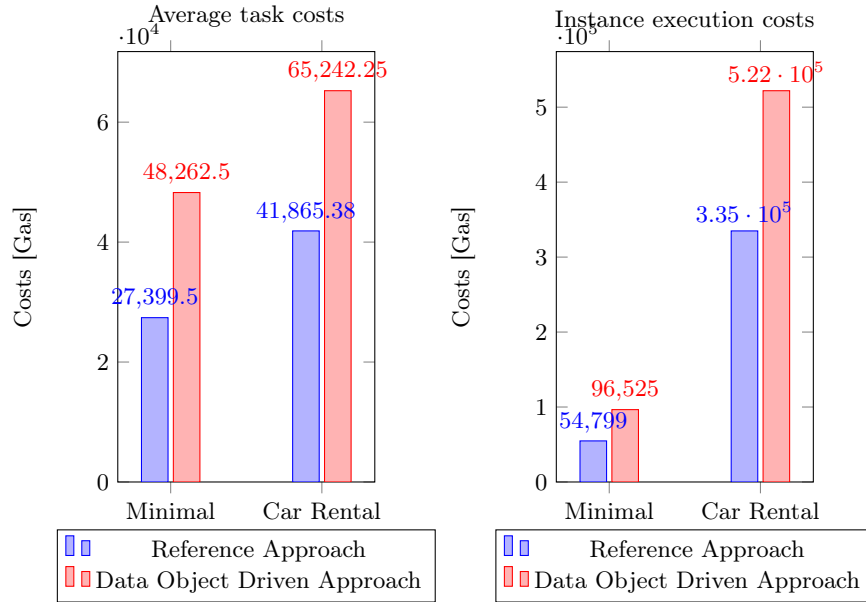 Average task costs
·10^4
Costs [Gas]
6
4
2
0
27,399.5
48,262.5
41,865.38
65,242.25
Minimal
Car Rental
Reference Approach
Data Object Driven Approach
Instance execution costs
·10^5
Costs [Gas]
5
4
3
2
1
0
54,799
96,525
3.35 · 10^5
5.22 · 10^5
Minimal
Car Rental
Reference Approach
Data Object Driven Approach